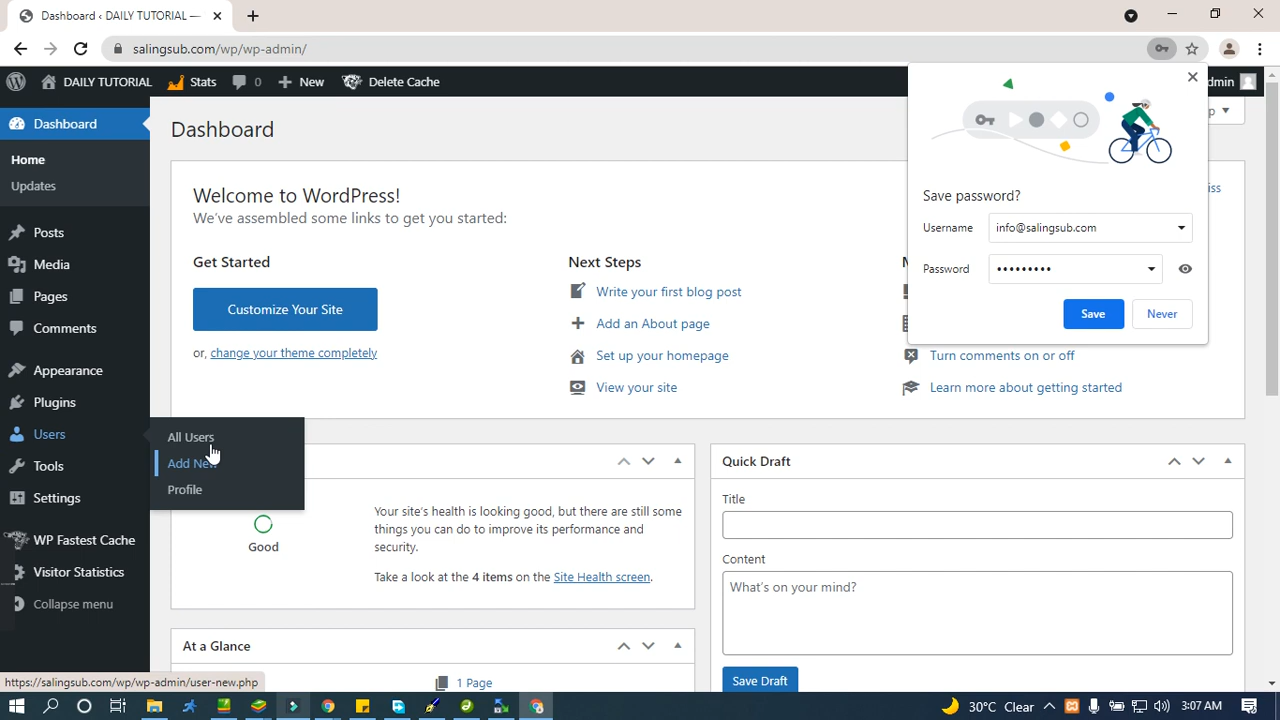 Dashboard ‹ DAILY TUTORIAL —
salingsub.com/wp/wp-admin/
DAILY TUTORIAL Stats 0 New Delete Cache
dmin
Dashboard
Home
Updates
Posts
Media
Pages
Comments
Appearance
Plugins
Users
Tools
Settings
WP Fastest Cache
Visitor Statistics
Collapse menu
All Users
Add New
Profile
Dashboard
Welcome to WordPress!
We've assembled some links to get you started:
Get Started
Customize Your Site
or, change your theme completely
Next Steps
Write your first blog post
Add an About page
Set up your homepage
View your site
Turn comments on or off
Learn more about getting started
Save password?
Username info@salingsub.com
Password •••••••••
Save Never
Good
Your site's health is looking good, but there are still some
things you can do to improve its performance and
security.
Take a look at the 4 items on the Site Health screen.
At a Glance
1 Page
Quick Draft
Title
Content
What's on your mind?
Save Draft
https://salingsub.com/wp/wp-admin/user-new.php
30°C Clear
3:07 AM